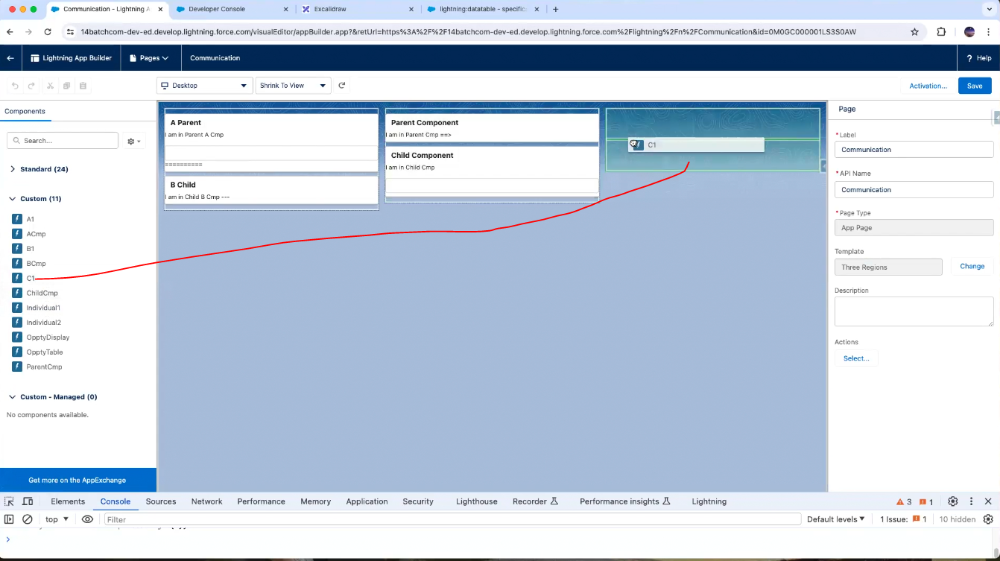 Communication - Lightning A
Developer Console
Excalidraw
lightning:datatable - specific
14batchcom-dev-ed.develop.lightning.force.com/visualEditor/appBuilder.app?&retUrl=https%3A%2F%2F14batchcom-dev-ed.develop.lightning.force.com%2Flightning%2Fn%2FCommunication&id=0M0GC000001LS3S0AW
Lightning App Builder
Pages
Communication
? Help
Desktop
Shrink To View
Activation...
Save
Components
Search...
Standard (24)
Custom (11)
A1
ACmp
B1
BCmp
C1
ChildCmp
Individual1
Individual2
OpptyDisplay
OpptyTable
ParentCmp
Custom - Managed (0)
No components available.
Get more on the AppExchange
A Parent
I am in Parent A Cmp
==========
B Child
I am in Child B Cmp ---
Parent Component
I am in Parent Cmp ==>
Child Component
I am in Child Cmp
C1
Page
*Label
Communication
*API Name
Communication
*Page Type
App Page
Template
Three Regions
Change
Description
Actions
Select...
Elements
Console
Sources
Network
Performance
Memory
Application
Security
Lighthouse
Recorder
Performance insights
Lightning
3
1
top
Filter
Default levels
1 Issue:
1
10 hidden